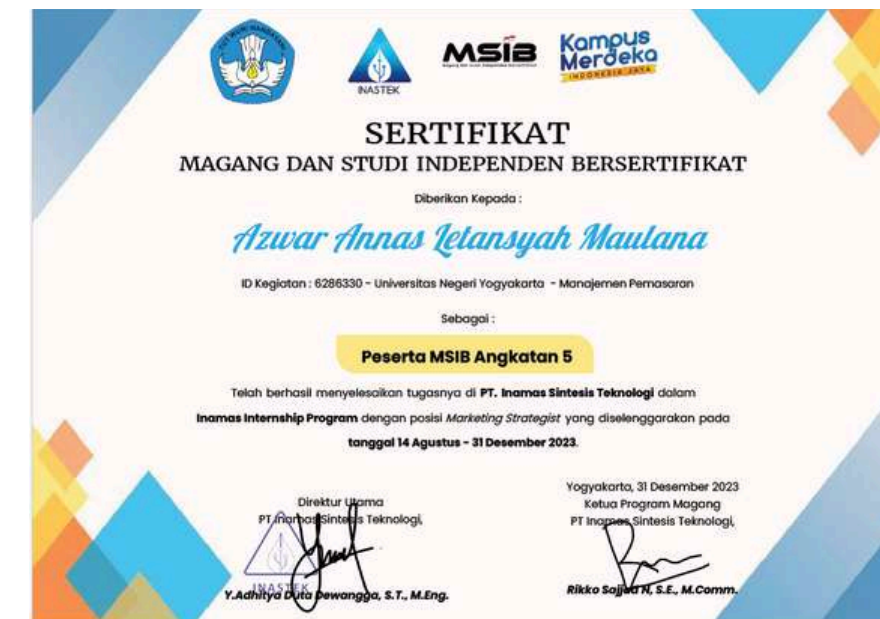 TUT WURI HANDAYANI
INASTEK
MSiB
Kampus
Merdeka
INDONESIA JAYA
SERTIFIKAT
MAGANG DAN STUDI INDEPENDEN BERSERTIFIKAT
Diberikan Kepada :
Azwar Annas Letansyah Maulana
ID Kegiatan : 6286330 - Universitas Negeri Yogyakarta - Manajemen Pemasaran
Sebagai :
Peserta MSIB Angkatan 5
Telah berhasil menyelesaikan tugasnya di PT. Inamas Sintesis Teknologi dalam
Inamas Internship Program dengan posisi Marketing Strategist yang diselenggarakan pada
tanggal 14 Agustus - 31 Desember 2023.
Direktur Utama
PT Inamas Sintesis Teknologi,
INASTEK
Y.Adhitya Duta Dewangga, S.T., M.Eng.
Yogyakarta, 31 Desember 2023
Ketua Program Magang
PT Inamas Sintesis Teknologi,
Rikko Sajjad N, S.E., M.Comm.